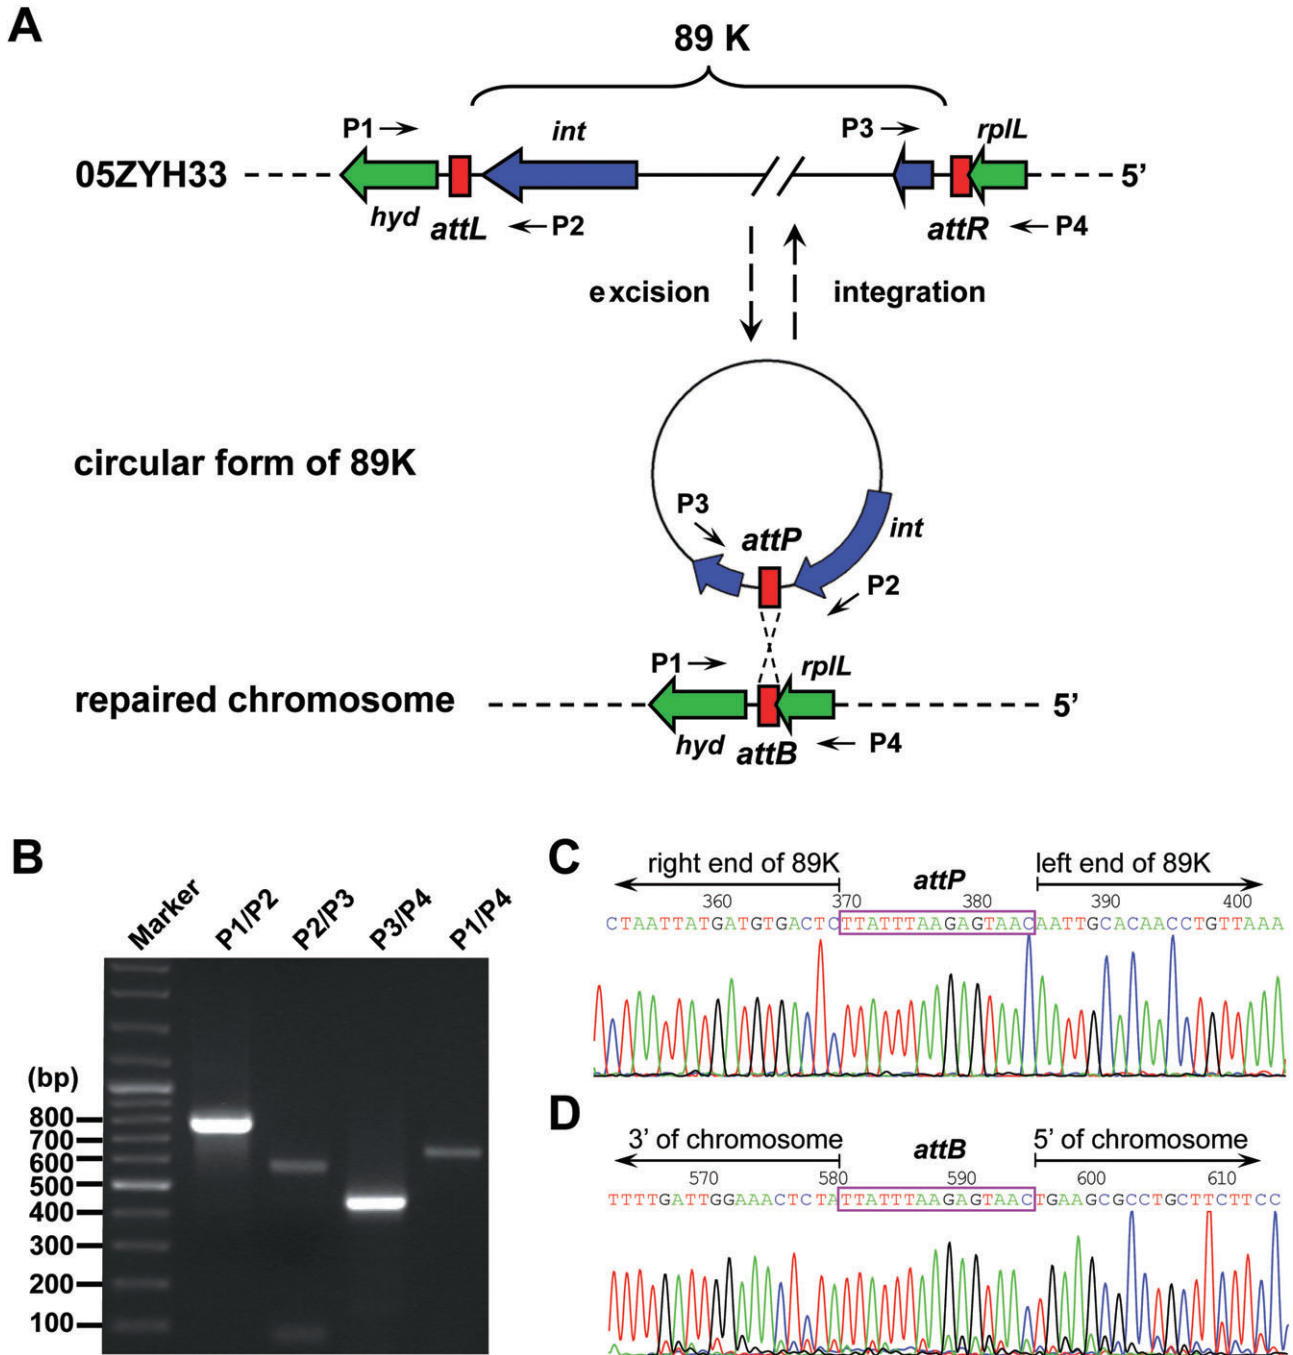 A
89 K
P1
int
P3
rplL
05ZYH33
5’
hyd
attL
P2
attR
P4
excision
integration
circular form of 89K
P3
attP
int
P2
P1
rplL
repaired chromosome
5’
hyd
attB
P4
B
Marker
P1/P2
P2/P3
P3/P4
P1/P4
(bp)
800
700
600
500
400
300
200
100
C
right end of 89K
attP
left end of 89K
360 370 380 390 400
CTAATTATGATGTGACTCTTATTTAAGAGTAACAATTGCACAACCTGTTAAA
D
3’ of chromosome
attB
5’ of chromosome
570 580 590 600 610
TTTTGATTGGAAACTCTATTATTTAAGAGTAACTGAAGCGCCTGCTTCTTCC